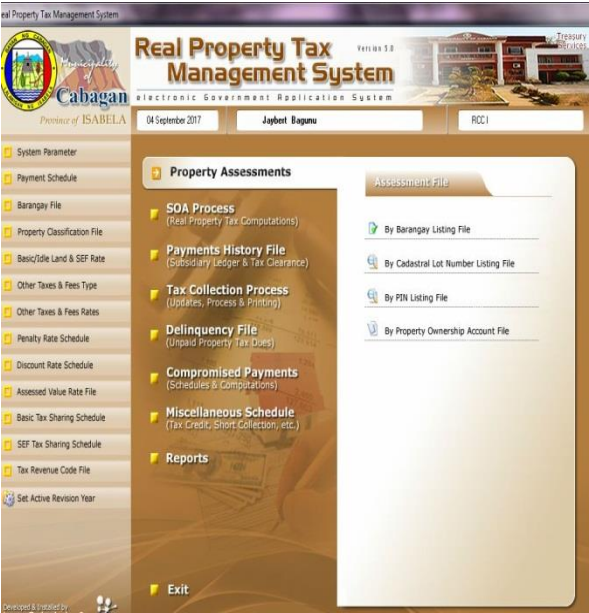 eal Property Tax Management System
Municipality
of
Cabagan
Province of ISABELA
Real Property Tax
Management System
Version 5.0
electronic Government Application System
Treasury
Services
04 September 2017
Jaybert Bagunu
RCC I
System Parameter
Payment Schedule
Barangay File
Property Classification File
Basic/Idle Land & SEF Rate
Other Taxes & Fees Type
Other Taxes & Fees Rates
Penalty Rate Schedule
Discount Rate Schedule
Assessed Value Rate File
Basic Tax Sharing Schedule
SEF Tax Sharing Schedule
Tax Revenue Code File
Set Active Revision Year
Developed & Installed by
Property Assessments
SOA Process
(Real Property Tax Computations)
Payments History File
(Subsidiary Ledger & Tax Clearance)
Tax Collection Process
(Updates, Process & Printing)
Delinquency File
(Unpaid Property Tax Dues)
Compromised Payments
(Schedules & Computations)
Miscellaneous Schedule
(Tax Credit, Short Collection, etc.)
Reports
Exit
Assessment File
By Barangay Listing File
By Cadastral Lot Number Listing File
By PIN Listing File
By Property Ownership Account File